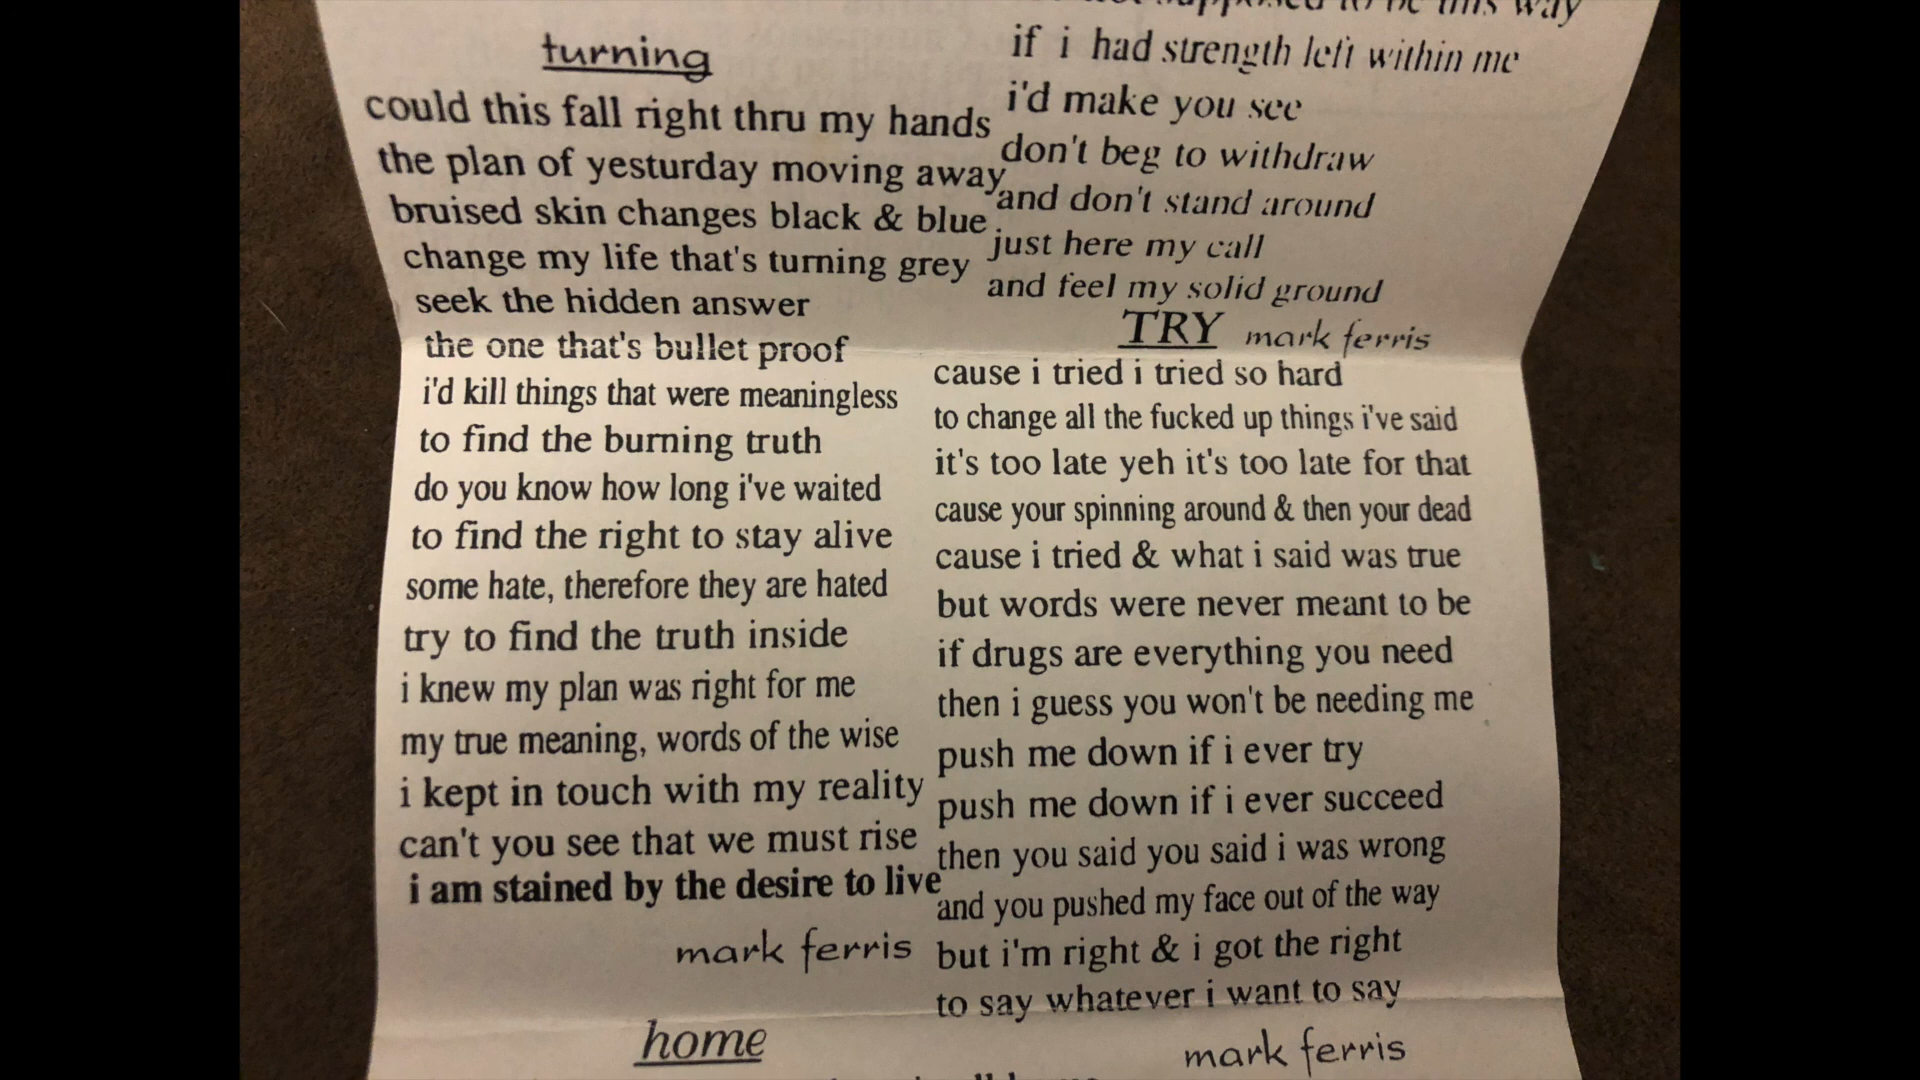 turning
could this fall right thru my hands
the plan of yesturday moving away
bruised skin changes black & blue
change my life that's turning grey
seek the hidden answer
the one that's bullet proof
i'd kill things that were meaningless
to find the burning truth
do you know how long i've waited
to find the right to stay alive
some hate, therefore they are hated
try to find the truth inside
i knew my plan was right for me
my true meaning, words of the wise
i kept in touch with my reality
can't you see that we must rise
i am stained by the desire to live
mark ferris
home
supposed to be this way
if i had strength left within me
i'd make you see
don't beg to withdraw
and don't stand around
just here my call
and feel my solid ground
mark ferris
TRY
cause i tried i tried so hard
to change all the fucked up things i've said
it's too late yeh it's too late for that
cause your spinning around & then your dead
cause i tried & what i said was true
but words were never meant to be
if drugs are everything you need
then i guess you won't be needing me
push me down if i ever try
push me down if i ever succeed
then you said you said i was wrong
and you pushed my face out of the way
but i'm right & i got the right
to say whatever i want to say
mark ferris